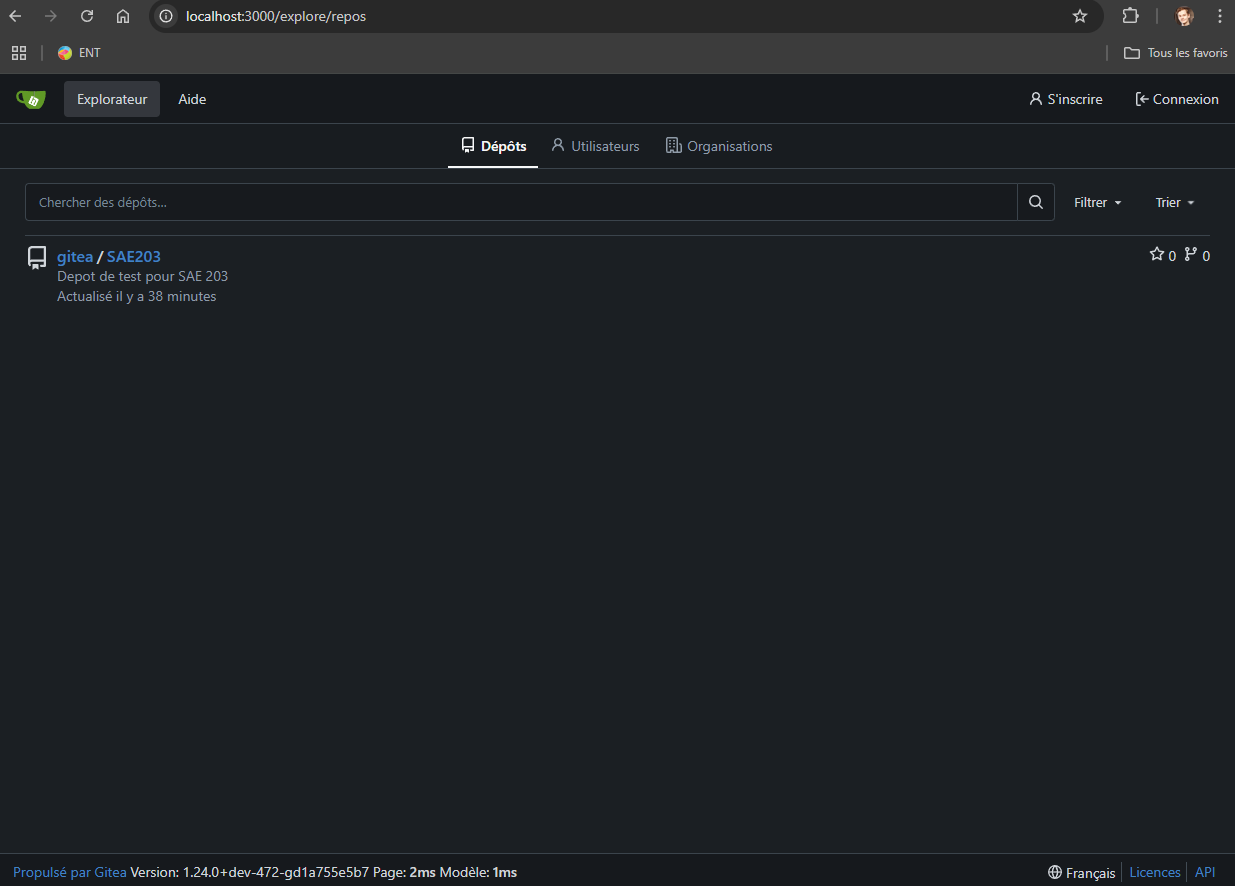 localhost:3000/explore/repos
ENT
Tous les favoris
Explorateur Aide S'inscrire Connexion
Dépôts Utilisateurs Organisations
Chercher des dépôts… Filtrer Trier
gitea / SAE203 0 0
Depot de test pour SAE 203
Actualisé il y a 38 minutes
Propulsé par Gitea Version: 1.24.0+dev-472-gd1a755e5b7 Page: 2ms Modèle: 1ms Français Licences API